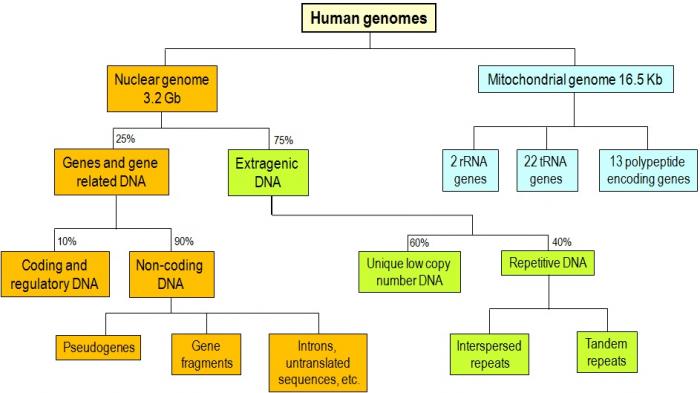 Human genomes
Nuclear genome
3.2 Gb
Mitochondrial genome 16.5 Kb
25%
75%
Genes and gene
related DNA
Extragenic
DNA
2 rRNA
genes
22 tRNA
genes
13 polypeptide
encoding genes
10%
90%
60%
40%
Coding and
regulatory DNA
Non-coding
DNA
Unique low copy
number DNA
Repetitive DNA
Pseudogenes
Gene
fragments
Introns,
untranslated
sequences, etc.
Interspersed
repeats
Tandem
repeats